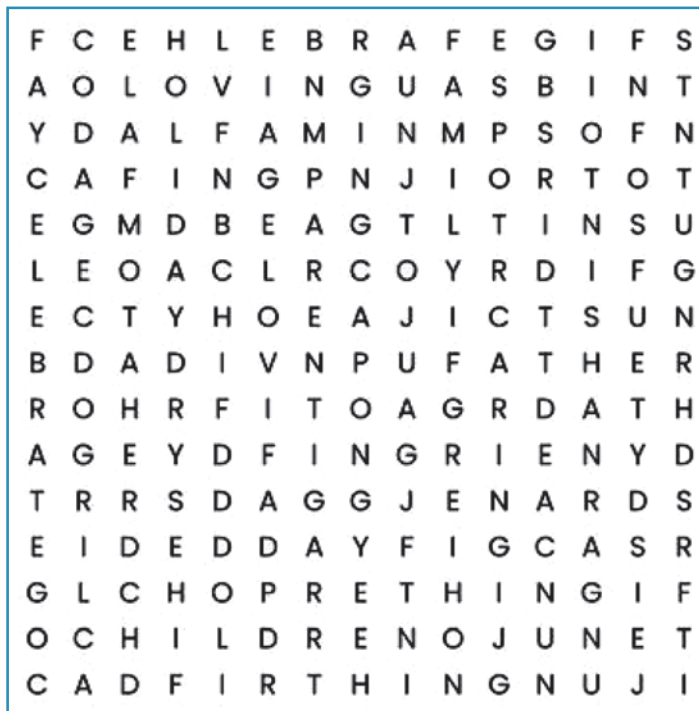 F C E H L E B R A F E G I F S
A O L O V I N G U A S B I N T
Y D A L F A M I N M P S O F N
C A F I N G P N J I O R T O T
E G M D B E A G T L T I N S U
L E O A C L R C O Y R D I F G
E C T Y H O E A J I C T S U N
B D A D I V N P U F A T H E R
R O H R F I T O A G R D A T H
A G E Y D F I N G R I E N Y D
T R R S D A G G J E N A R D S
E I D E D D A Y F I G C A S R
G L C H O P R E T H I N G I F
O C H I L D R E N O J U N E T
C A D F I R T H I N G N U J I